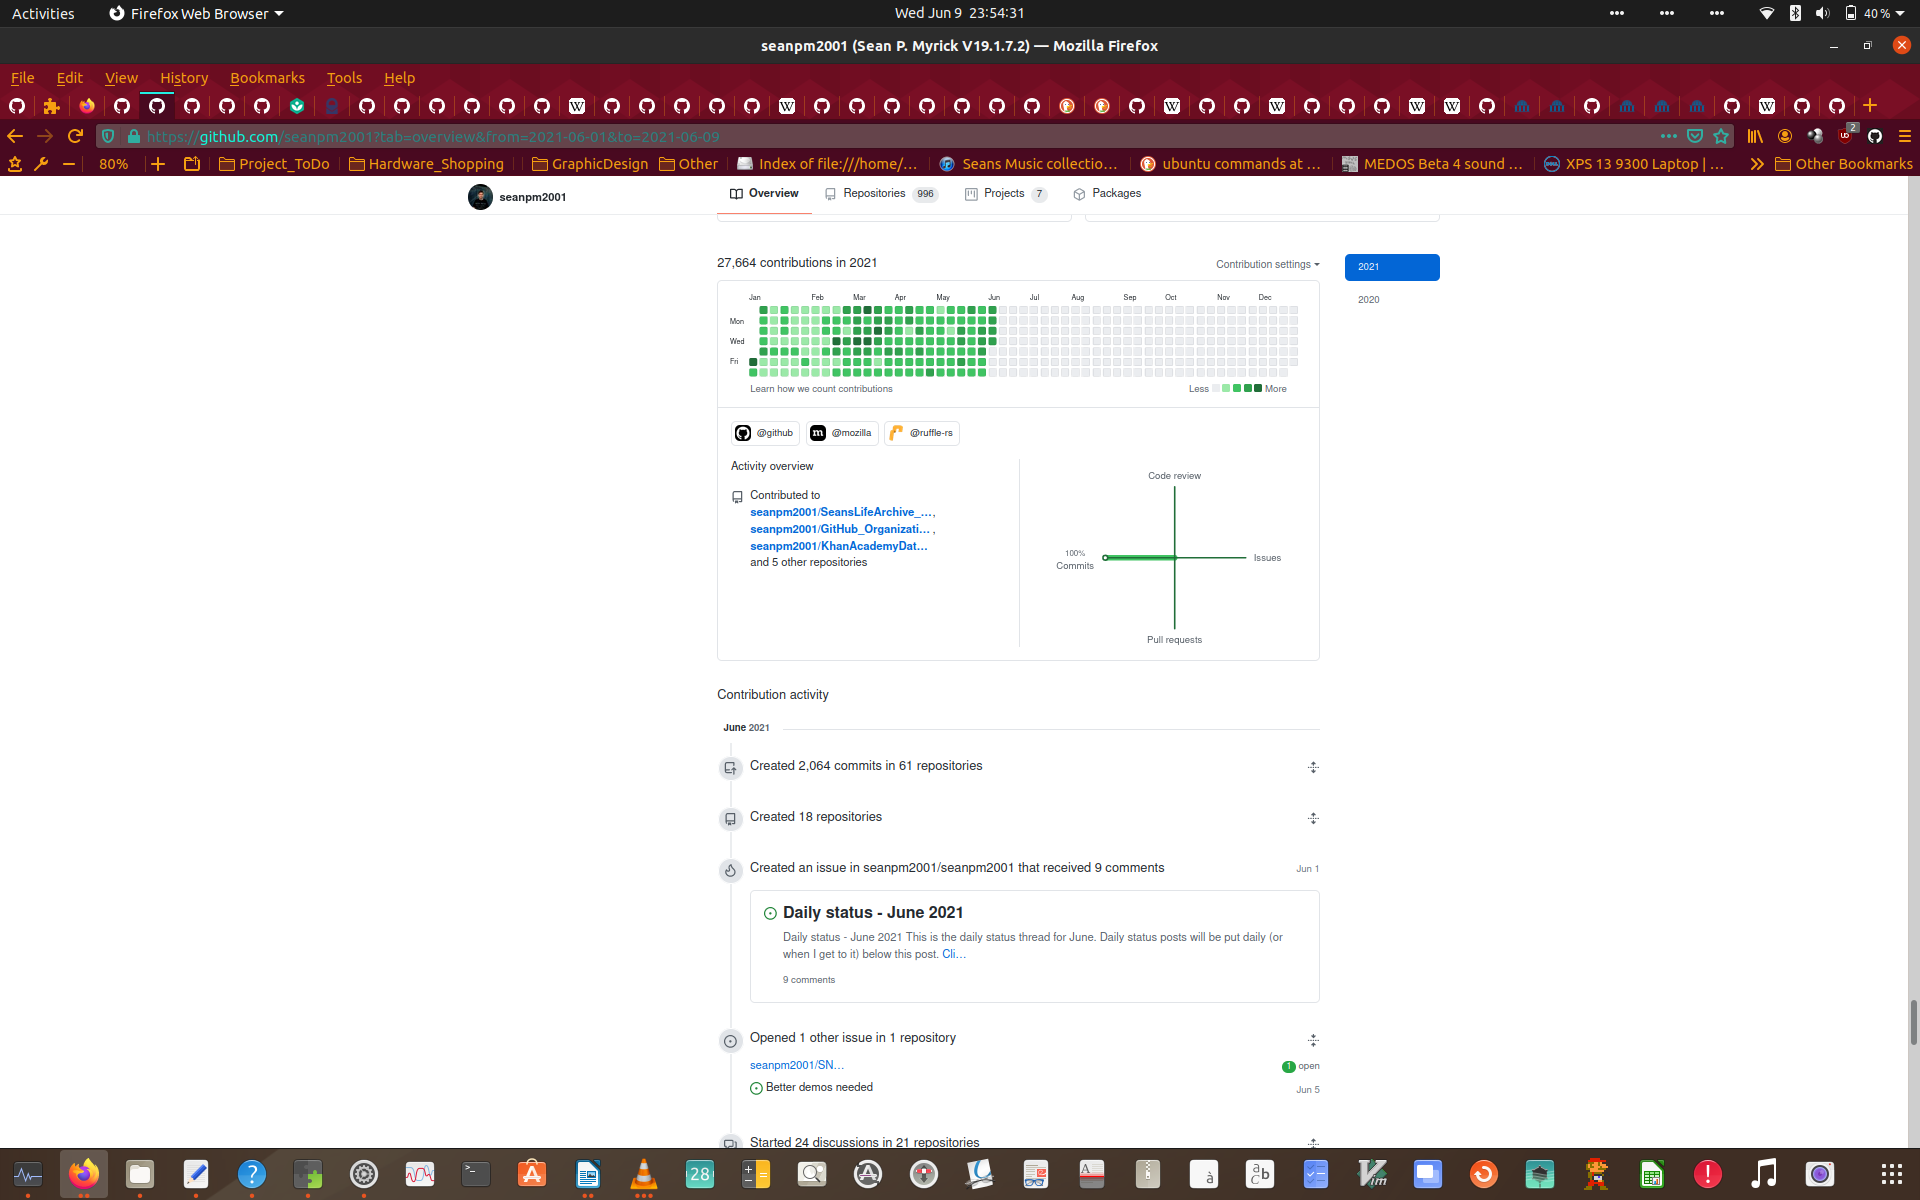 Activities Firefox Web Browser Wed Jun 9 23:54:31 40 %
seanpm2001 (Sean P. Myrick V19.1.7.2) — Mozilla Firefox
File Edit View History Bookmarks Tools Help
https://github.com/seanpm2001?tab=overview&from=2021-06-01&to=2021-06-09 2
80% Project_ToDo Hardware_Shopping GraphicDesign Other Index of file:///home/… Seans Music collectio… ubuntu commands at … MEDOS Beta 4 sound … XPS 13 9300 Laptop | … Other Bookmarks
seanpm2001 Overview Repositories 996 Projects 7 Packages
27,664 contributions in 2021 Contribution settings 2021
2020
Jan Feb Mar Apr May Jun Jul Aug Sep Oct Nov Dec
Mon
Wed
Fri
Learn how we count contributions Less More
@github @mozilla @ruffle-rs
Activity overview
Contributed to
seanpm2001/SeansLifeArchive_…,
seanpm2001/GitHub_Organizati… ,
seanpm2001/KhanAcademyDat…
and 5 other repositories
Code review
100%
Commits
Issues
Pull requests
Contribution activity
June 2021
Created 2,064 commits in 61 repositories
Created 18 repositories
Created an issue in seanpm2001/seanpm2001 that received 9 comments Jun 1
Daily status - June 2021
Daily status - June 2021 This is the daily status thread for June. Daily status posts will be put daily (or
when I get to it) below this post. Cli…
9 comments
Opened 1 other issue in 1 repository
seanpm2001/SN… 1 open
Better demos needed Jun 5
Started 24 discussions in 21 repositories
28